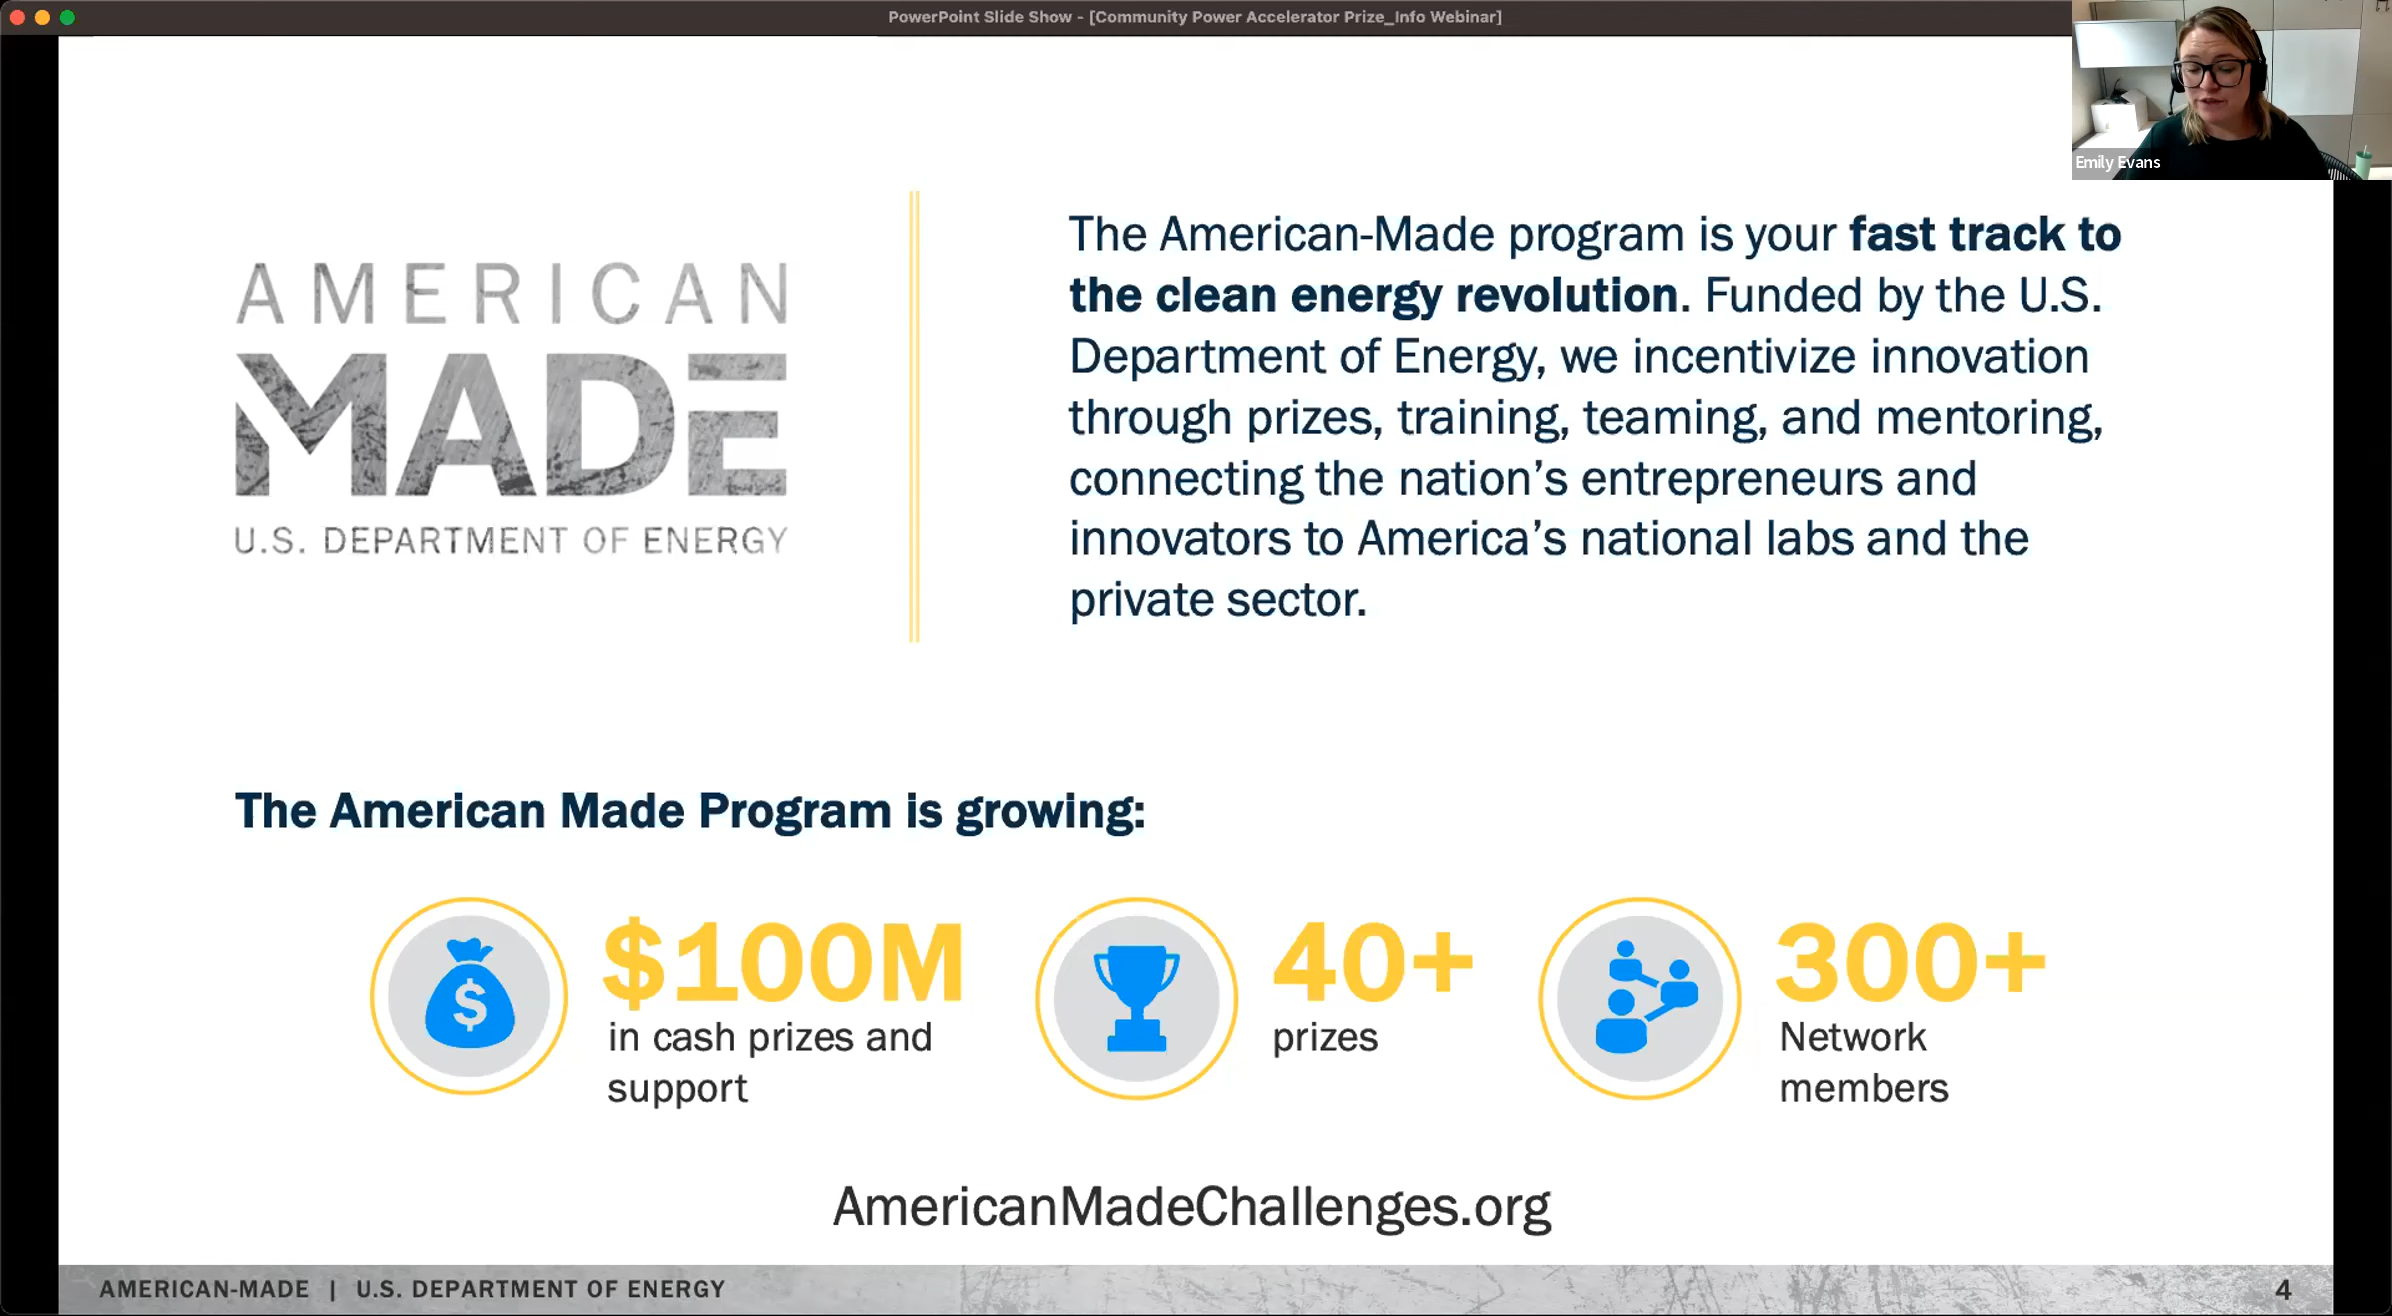 PowerPoint Slide Show - [Community Power Accelerator Prize_Info Webinar]
Emily Evans
AMERICAN
MADE
U.S. DEPARTMENT OF ENERGY
The American-Made program is your fast track to
the clean energy revolution. Funded by the U.S.
Department of Energy, we incentivize innovation
through prizes, training, teaming, and mentoring,
connecting the nation’s entrepreneurs and
innovators to America’s national labs and the
private sector.
The American Made Program is growing:
$
$100M
in cash prizes and
support
40+
prizes
300+
Network
members
AmericanMadeChallenges.org
AMERICAN-MADE | U.S. DEPARTMENT OF ENERGY
4